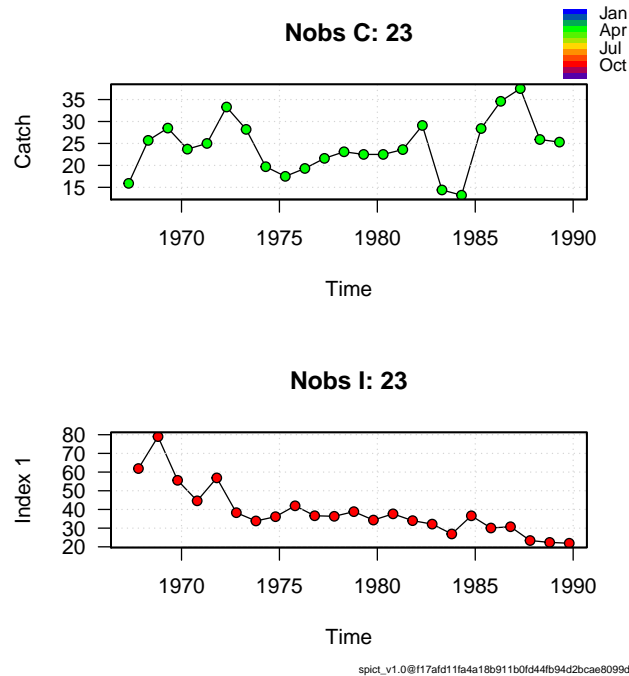 Nobs C: 23
Jan
Apr
Jul
Oct
Catch
35
30
25
20
15
1970 1975 1980 1985 1990
Time
Nobs I: 23
Index 1
80
70
60
50
40
30
20
1970 1975 1980 1985 1990
Time
spict_v1.0@f17afd11fa4a18b911b0fd44fb94d2bcae8099d